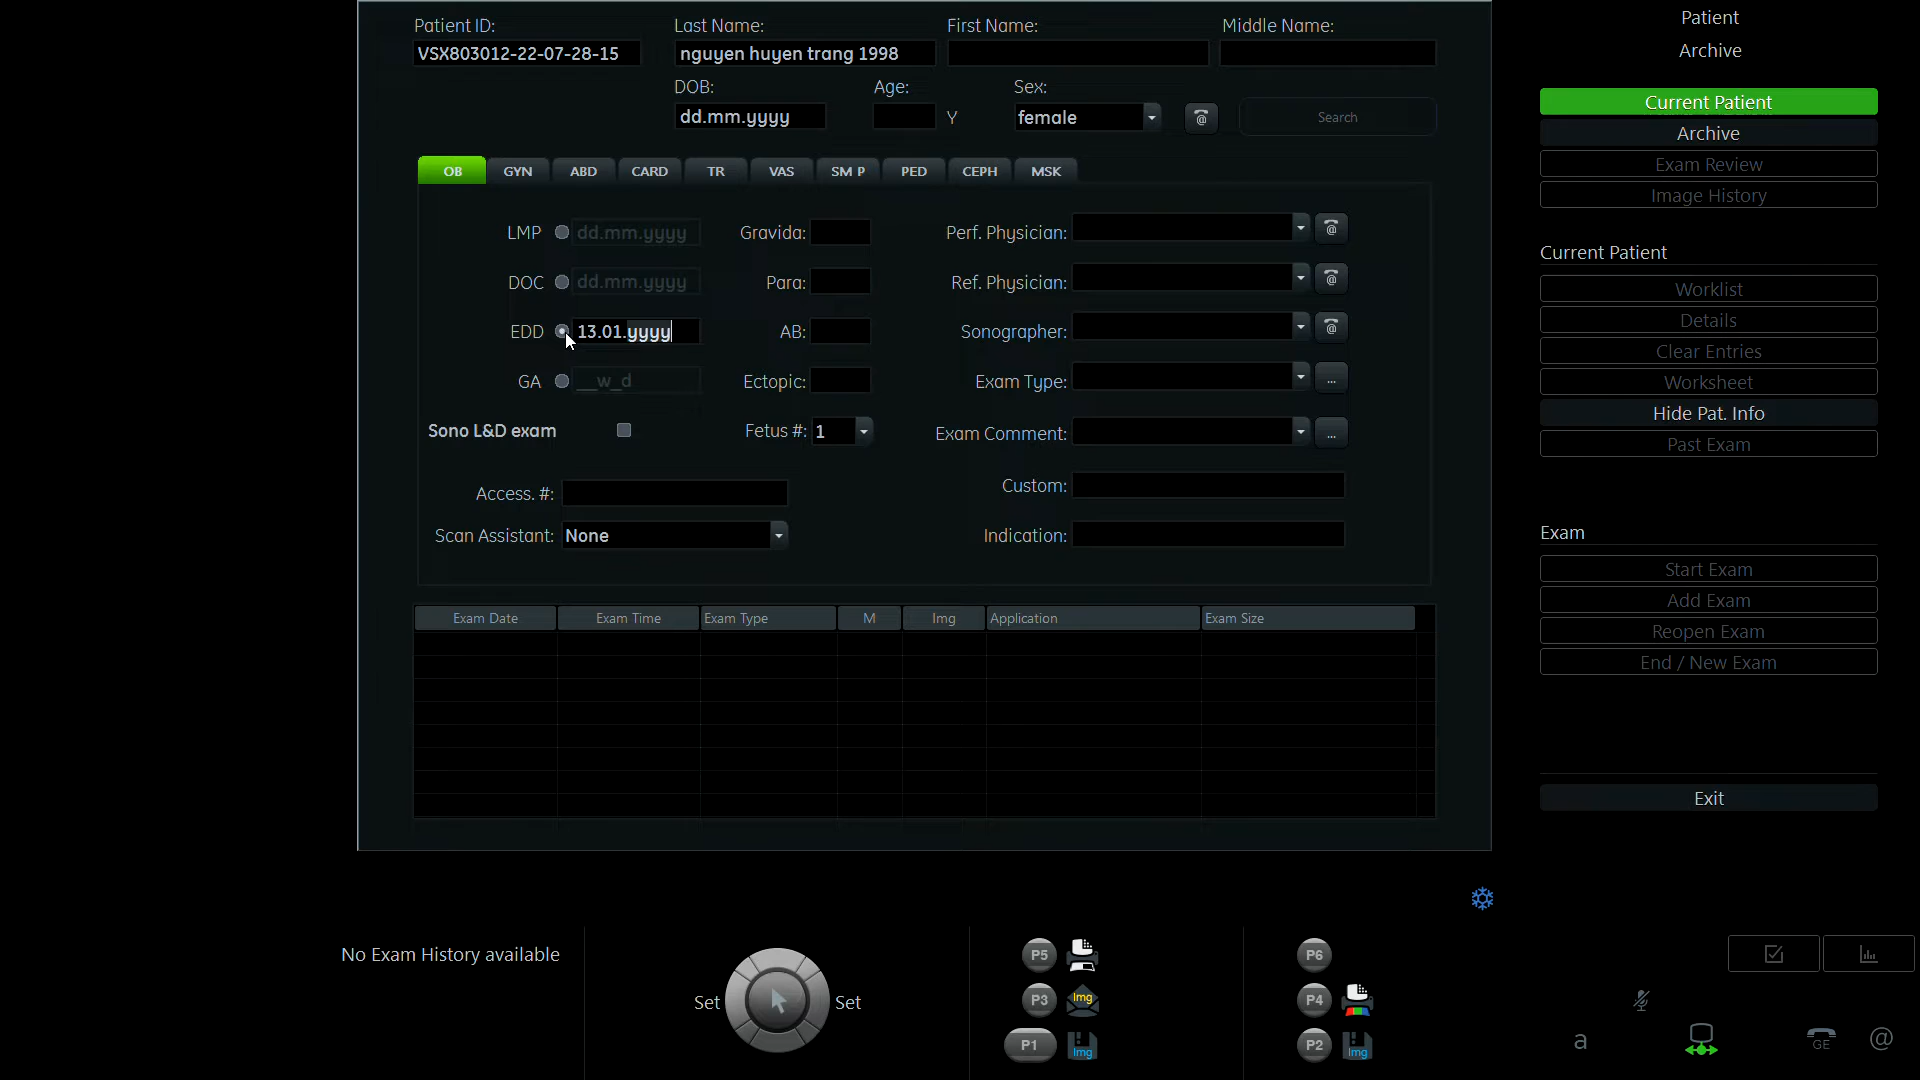 Patient ID: Last Name: First Name: Middle Name:
VSX803012-22-07-28-15 nguyen huyen trang 1998
DOB: Age: Sex:
dd.mm.yyyy Y female Search
OB GYN ABD CARD TR VAS SM P PED CEPH MSK
LMP dd.mm.yyyy Gravida: Perf. Physician:
DOC dd.mm.yyyy Para: Ref. Physician:
EDD 13.01.yyyy AB: Sonographer:
GA __w_d Ectopic: Exam Type: ...
Sono L&D exam Fetus #: 1 Exam Comment: ...
Access. #: Custom:
Scan Assistant: None Indication:
Exam Date Exam Time Exam Type M Img Application Exam Size
Patient
Archive
Current Patient
Archive
Exam Review
Image History
Current Patient
Worklist
Details
Clear Entries
Worksheet
Hide Pat. Info
Past Exam
Exam
Start Exam
Add Exam
Reopen Exam
End / New Exam
Exit
No Exam History available
Set Set
P5 P6
P3 Img P4
P1 Img P2 Img
a GE @